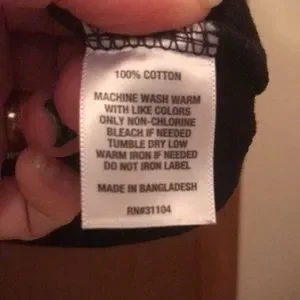 100% COTTON
MACHINE WASH WARM
WITH LIKE COLORS
ONLY NON-CHLORINE
BLEACH IF NEEDED
TUMBLE DRY LOW
WARM IRON IF NEEDED
DO NOT IRON LABEL
MADE IN BANGLADESH
RN#31104